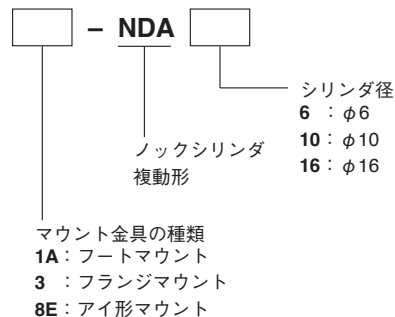 – NDA
シリンダ径
6 : φ6
10 : φ10
16 : φ16
ノックシリンダ
複動形
マウント金具の種類
1A : フートマウント
3 : フランジマウント
8E : アイ形マウント